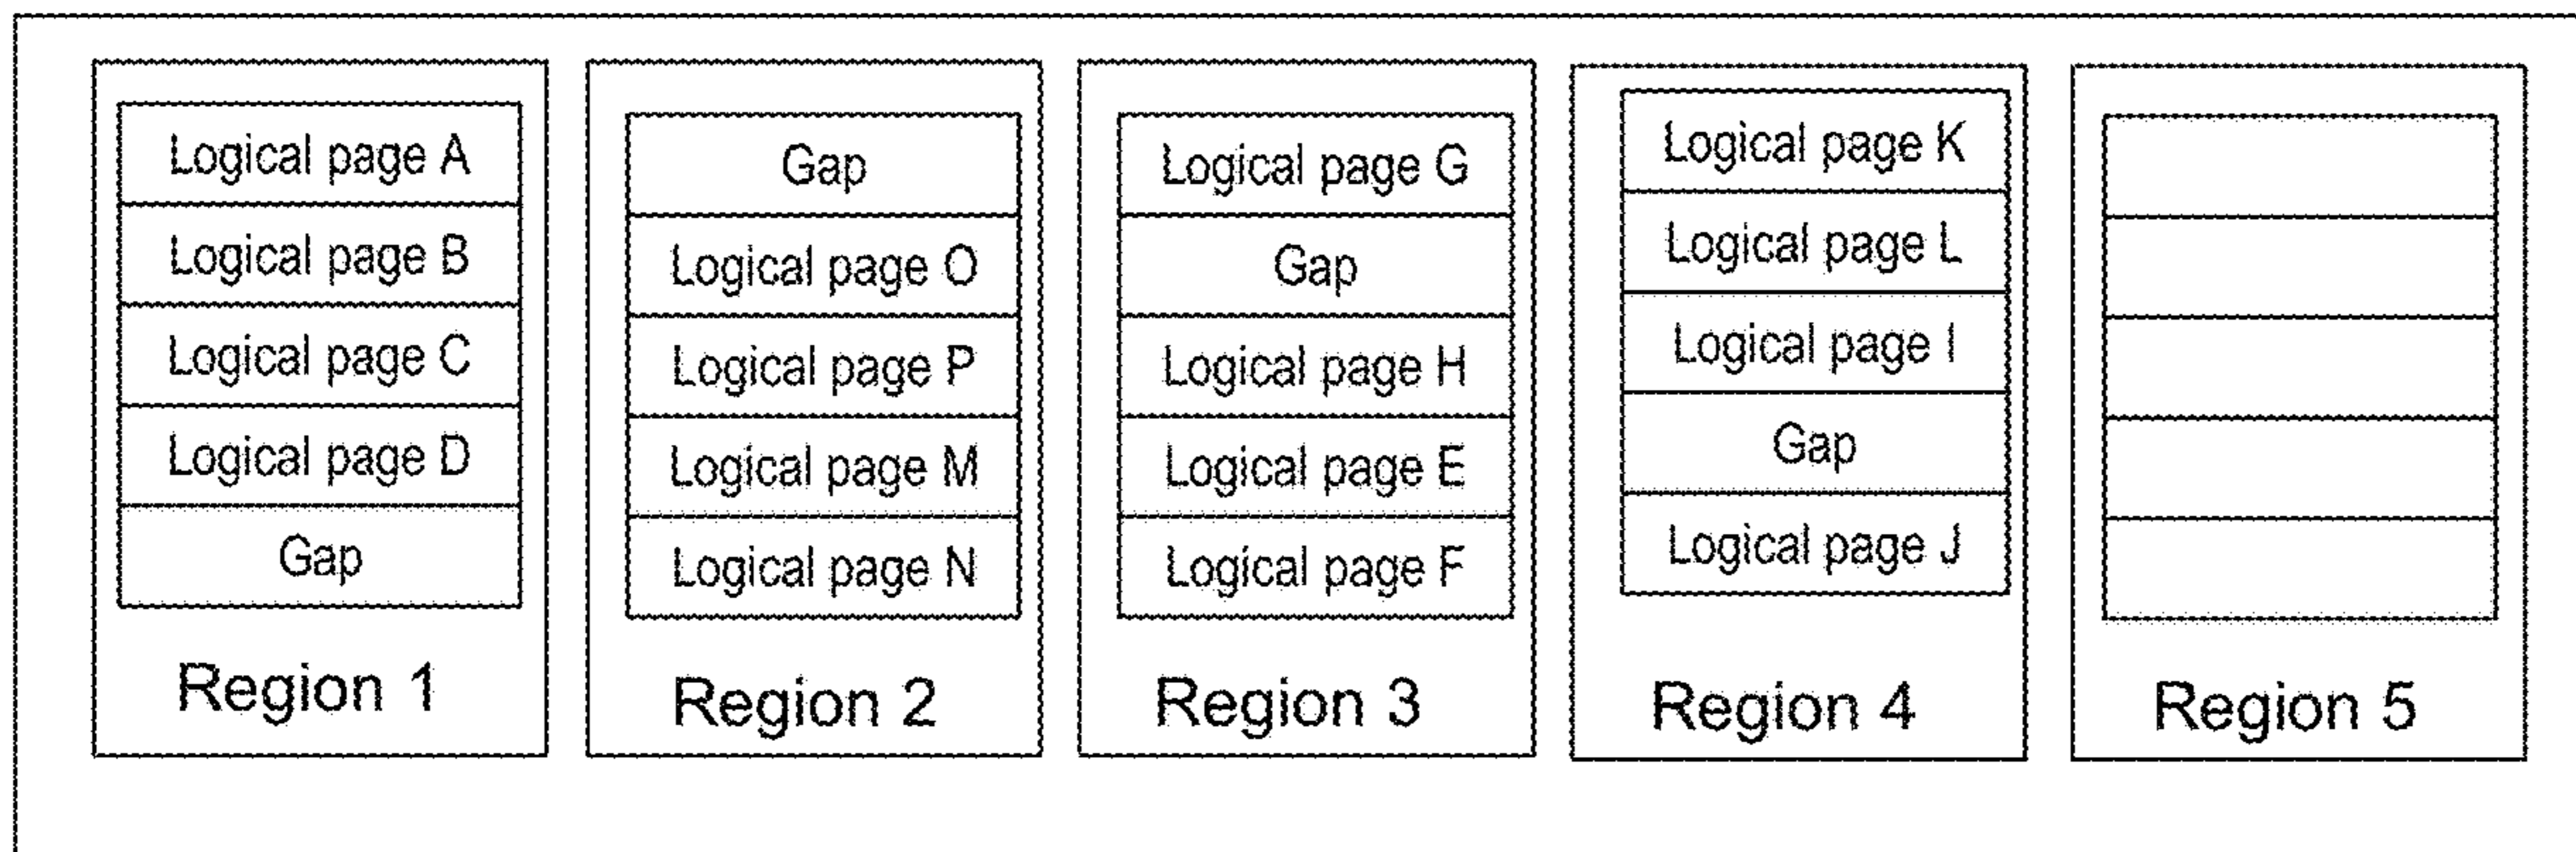 Logical page A
Logical page B
Logical page C
Logical page D
Gap
Region 1
Gap
Logical page O
Logical page P
Logical page M
Logical page N
Region 2
Logical page G
Gap
Logical page H
Logical page E
Logical page F
Region 3
Logical page K
Logical page L
Logical page I
Gap
Logical page J
Region 4
Region 5